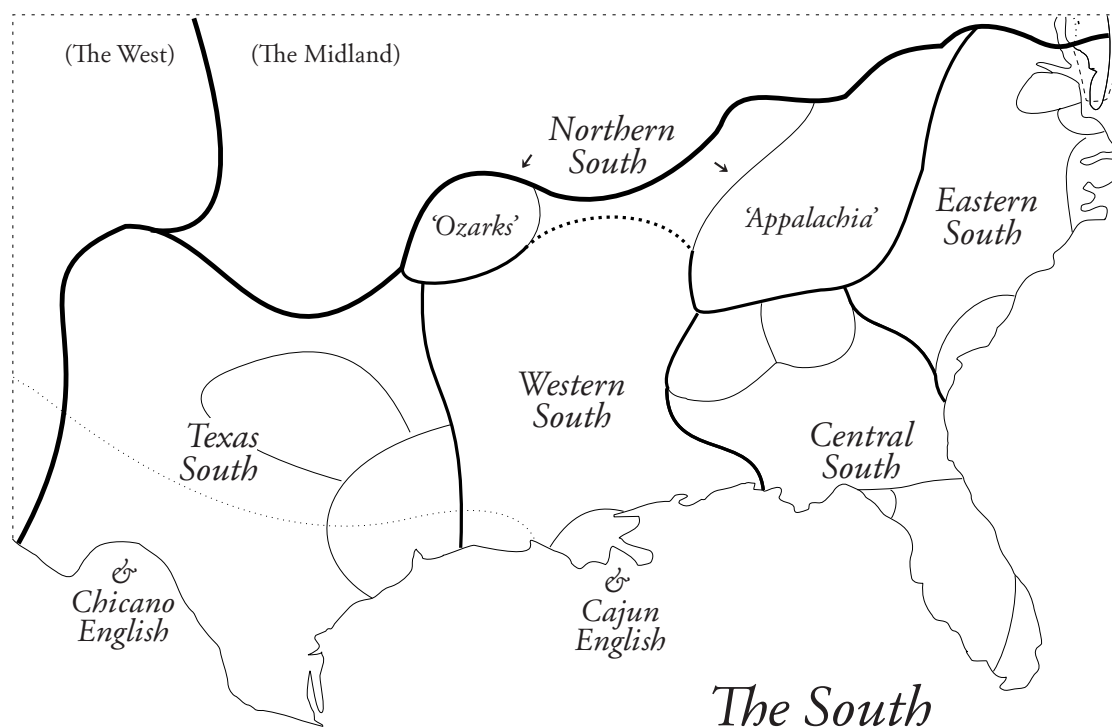 (The West)
(The Midland)
Northern
South
'Ozarks'
'Appalachia'
Eastern
South
Western
South
Texas
South
Central
South
&
Chicano
English
&
Cajun
English
The South